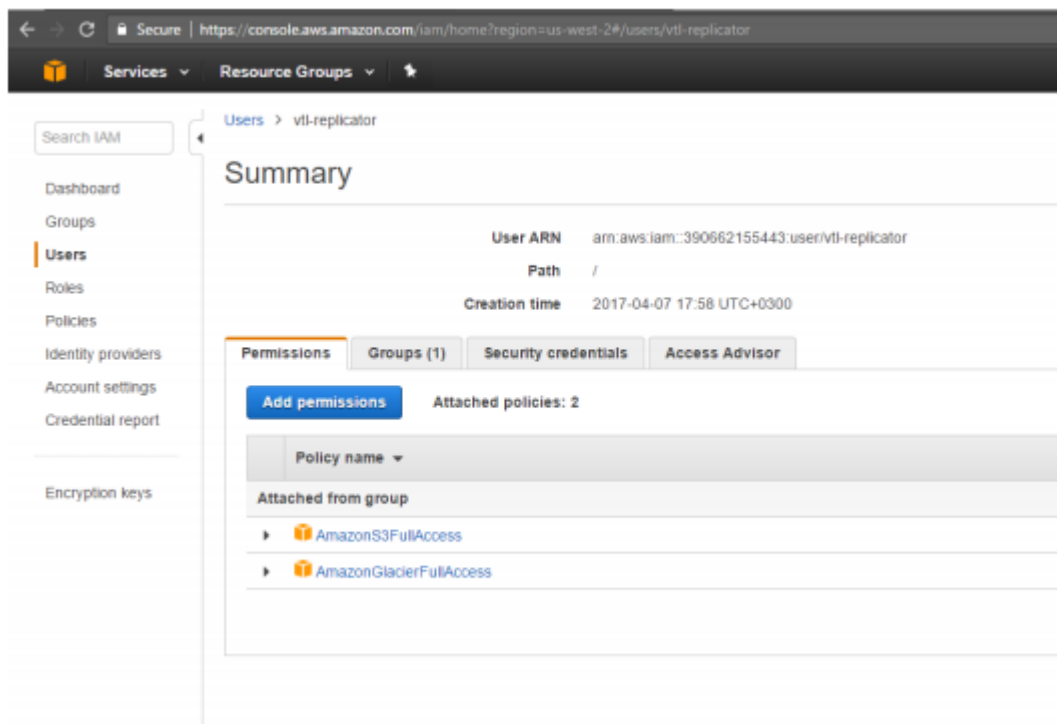 Secure | https://console.aws.amazon.com/iam/home?region=us-west-2#/users/vtl-replicator
Services Resource Groups
Search IAM
Dashboard
Groups
Users
Roles
Policies
Identity providers
Account settings
Credential report
Encryption keys
Users > vtl-replicator
Summary
User ARN arn:aws:iam::390662155443:user/vtl-replicator
Path /
Creation time 2017-04-07 17:58 UTC+0300
Permissions Groups (1) Security credentials Access Advisor
Add permissions Attached policies: 2
Policy name
Attached from group
AmazonS3FullAccess
AmazonGlacierFullAccess